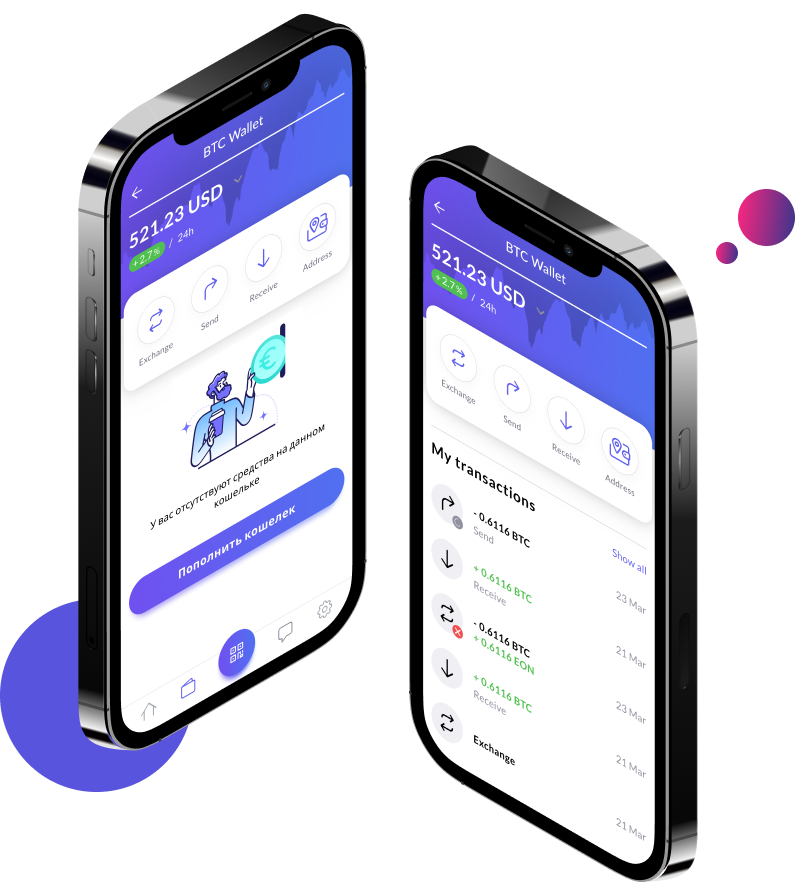 BTC Wallet
521.23 USD
+2.7% / 24h
Exchange
Send
Receive
Address
У вас отсутствуют средства на данном
кошельке
Пополнить кошелек
BTC Wallet
521.23 USD
+2.7% / 24h
Exchange
Send
Receive
Address
My transactions
Show all
- 0.6116 BTC
Send
23 Mar
+ 0.6116 BTC
Receive
21 Mar
- 0.6116 BTC
+ 0.6116 EON
23 Mar
+ 0.6116 BTC
Receive
21 Mar
Exchange
21 Mar